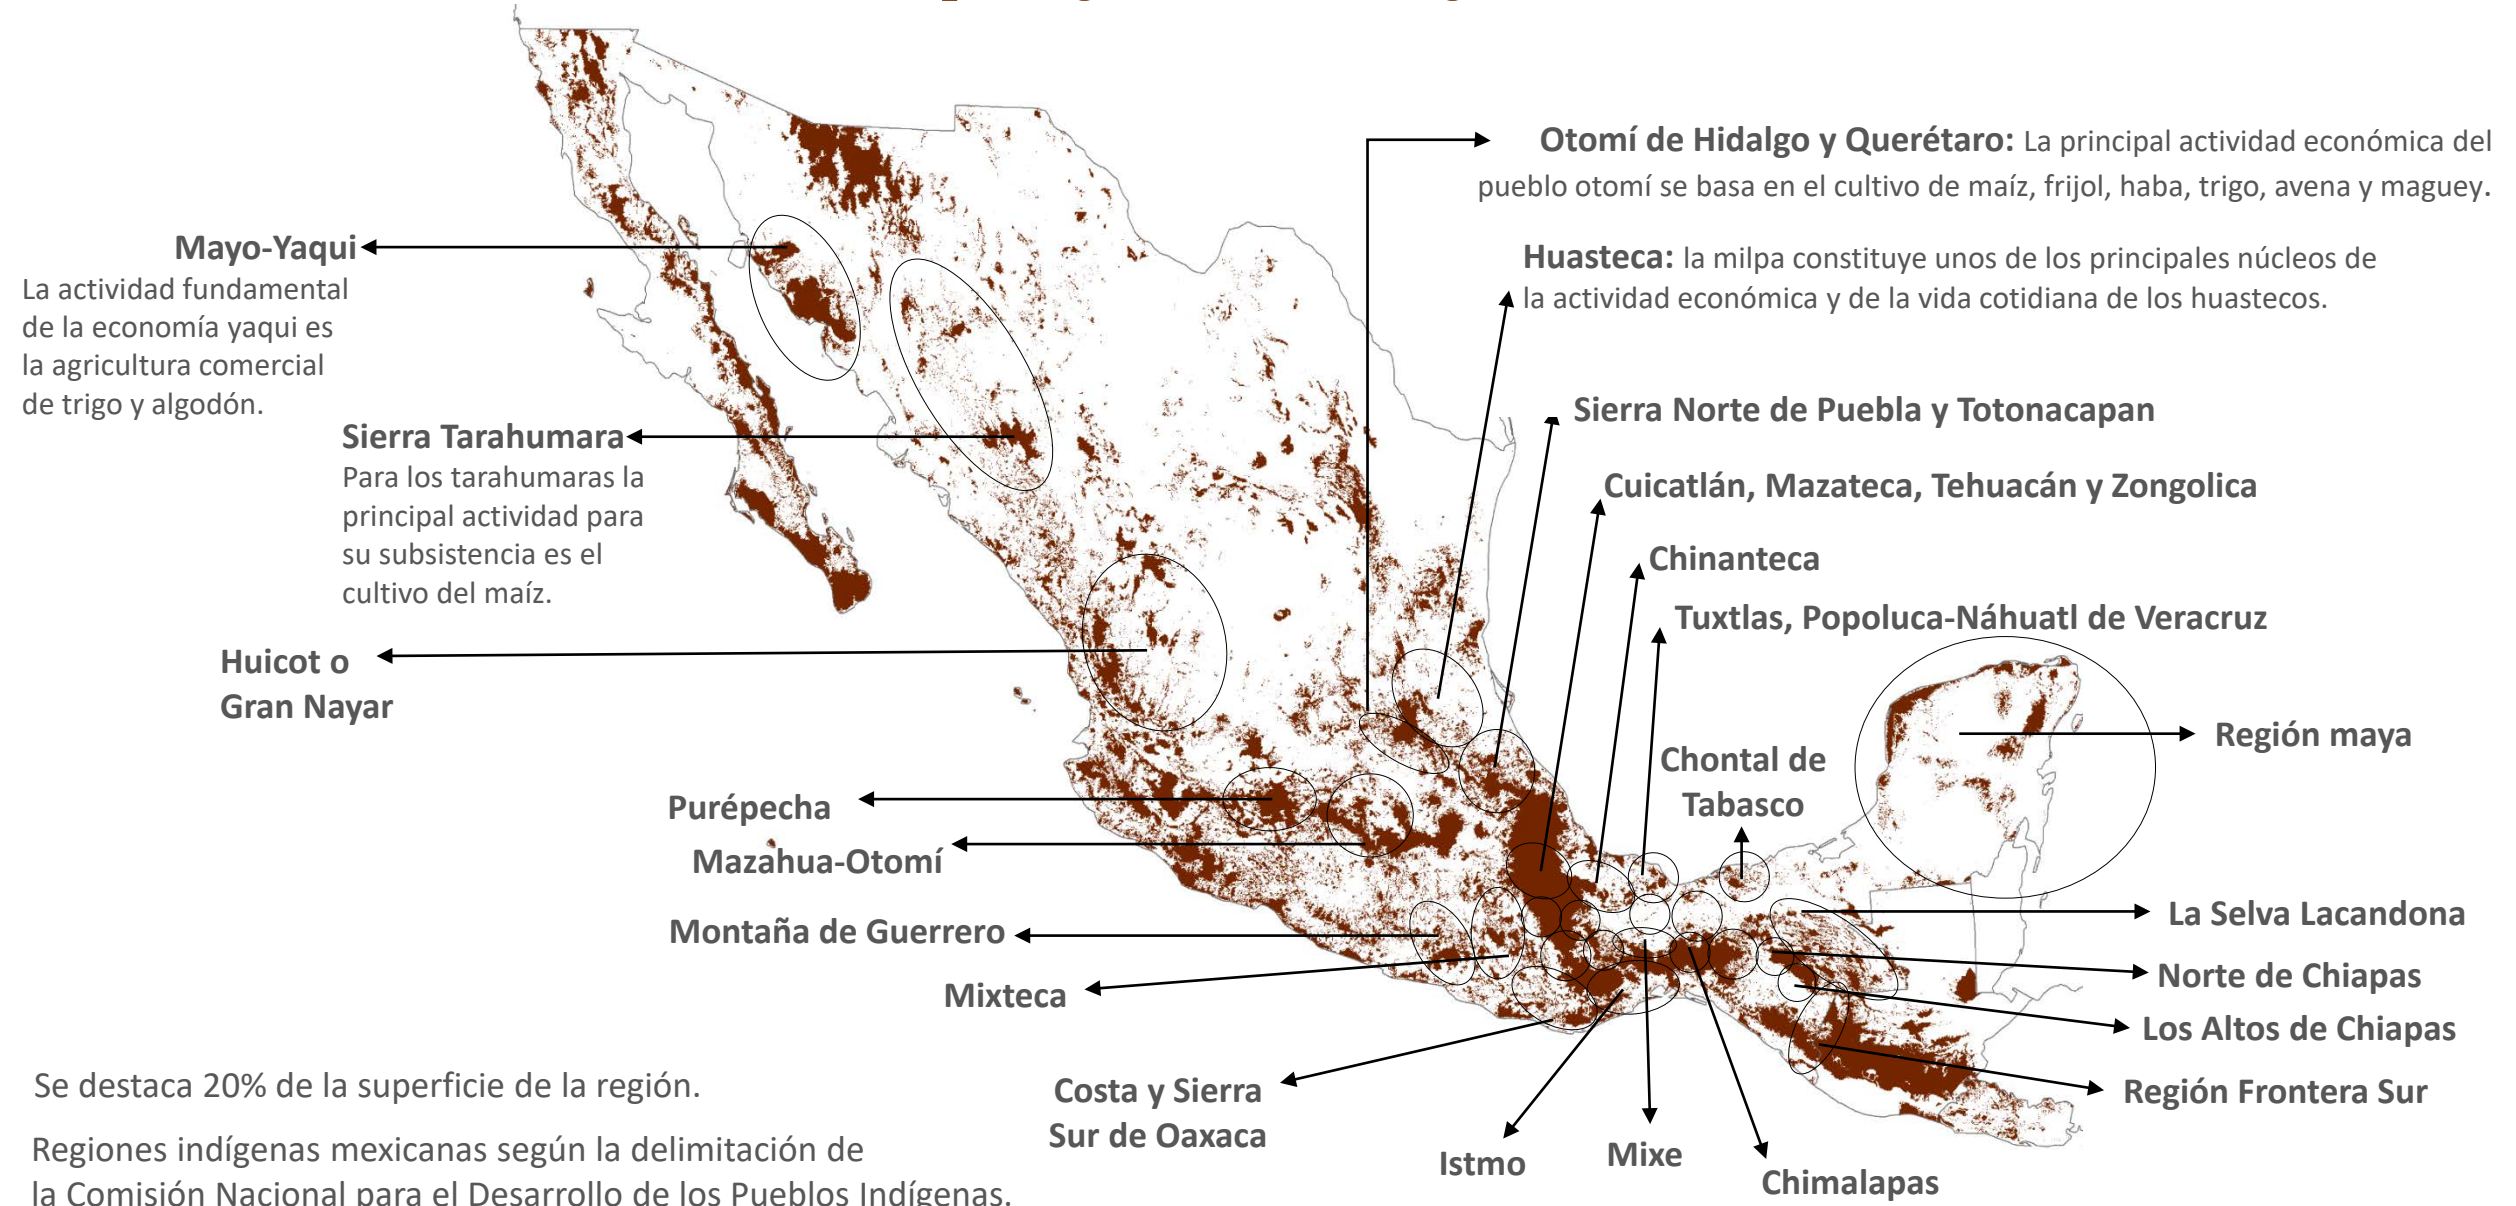 Otomí de Hidalgo y Querétaro: La principal actividad económica del
pueblo otomí se basa en el cultivo de maíz, frijol, haba, trigo, avena y maguey.
Mayo-Yaqui
La actividad fundamental
de la economía yaqui es
la agricultura comercial
de trigo y algodón.
Huasteca: la milpa constituye unos de los principales núcleos de
la actividad económica y de la vida cotidiana de los huastecos.
Sierra Norte de Puebla y Totonacapan
Sierra Tarahumara
Para los tarahumaras la
principal actividad para
su subsistencia es el
cultivo del maíz.
Cuicatlán, Mazateca, Tehuacán y Zongolica
Chinanteca
Tuxtlas, Popoluca-Náhuatl de Veracruz
Huicot o
Gran Nayar
Región maya
Chontal de
Tabasco
Purépecha
Mazahua-Otomí
Montaña de Guerrero
La Selva Lacandona
Mixteca
Norte de Chiapas
Los Altos de Chiapas
Región Frontera Sur
Costa y Sierra
Sur de Oaxaca
Istmo
Mixe
Chimalapas
Se destaca 20% de la superficie de la región.
Regiones indígenas mexicanas según la delimitación de
la Comisión Nacional para el Desarrollo de los Pueblos Indígenas.